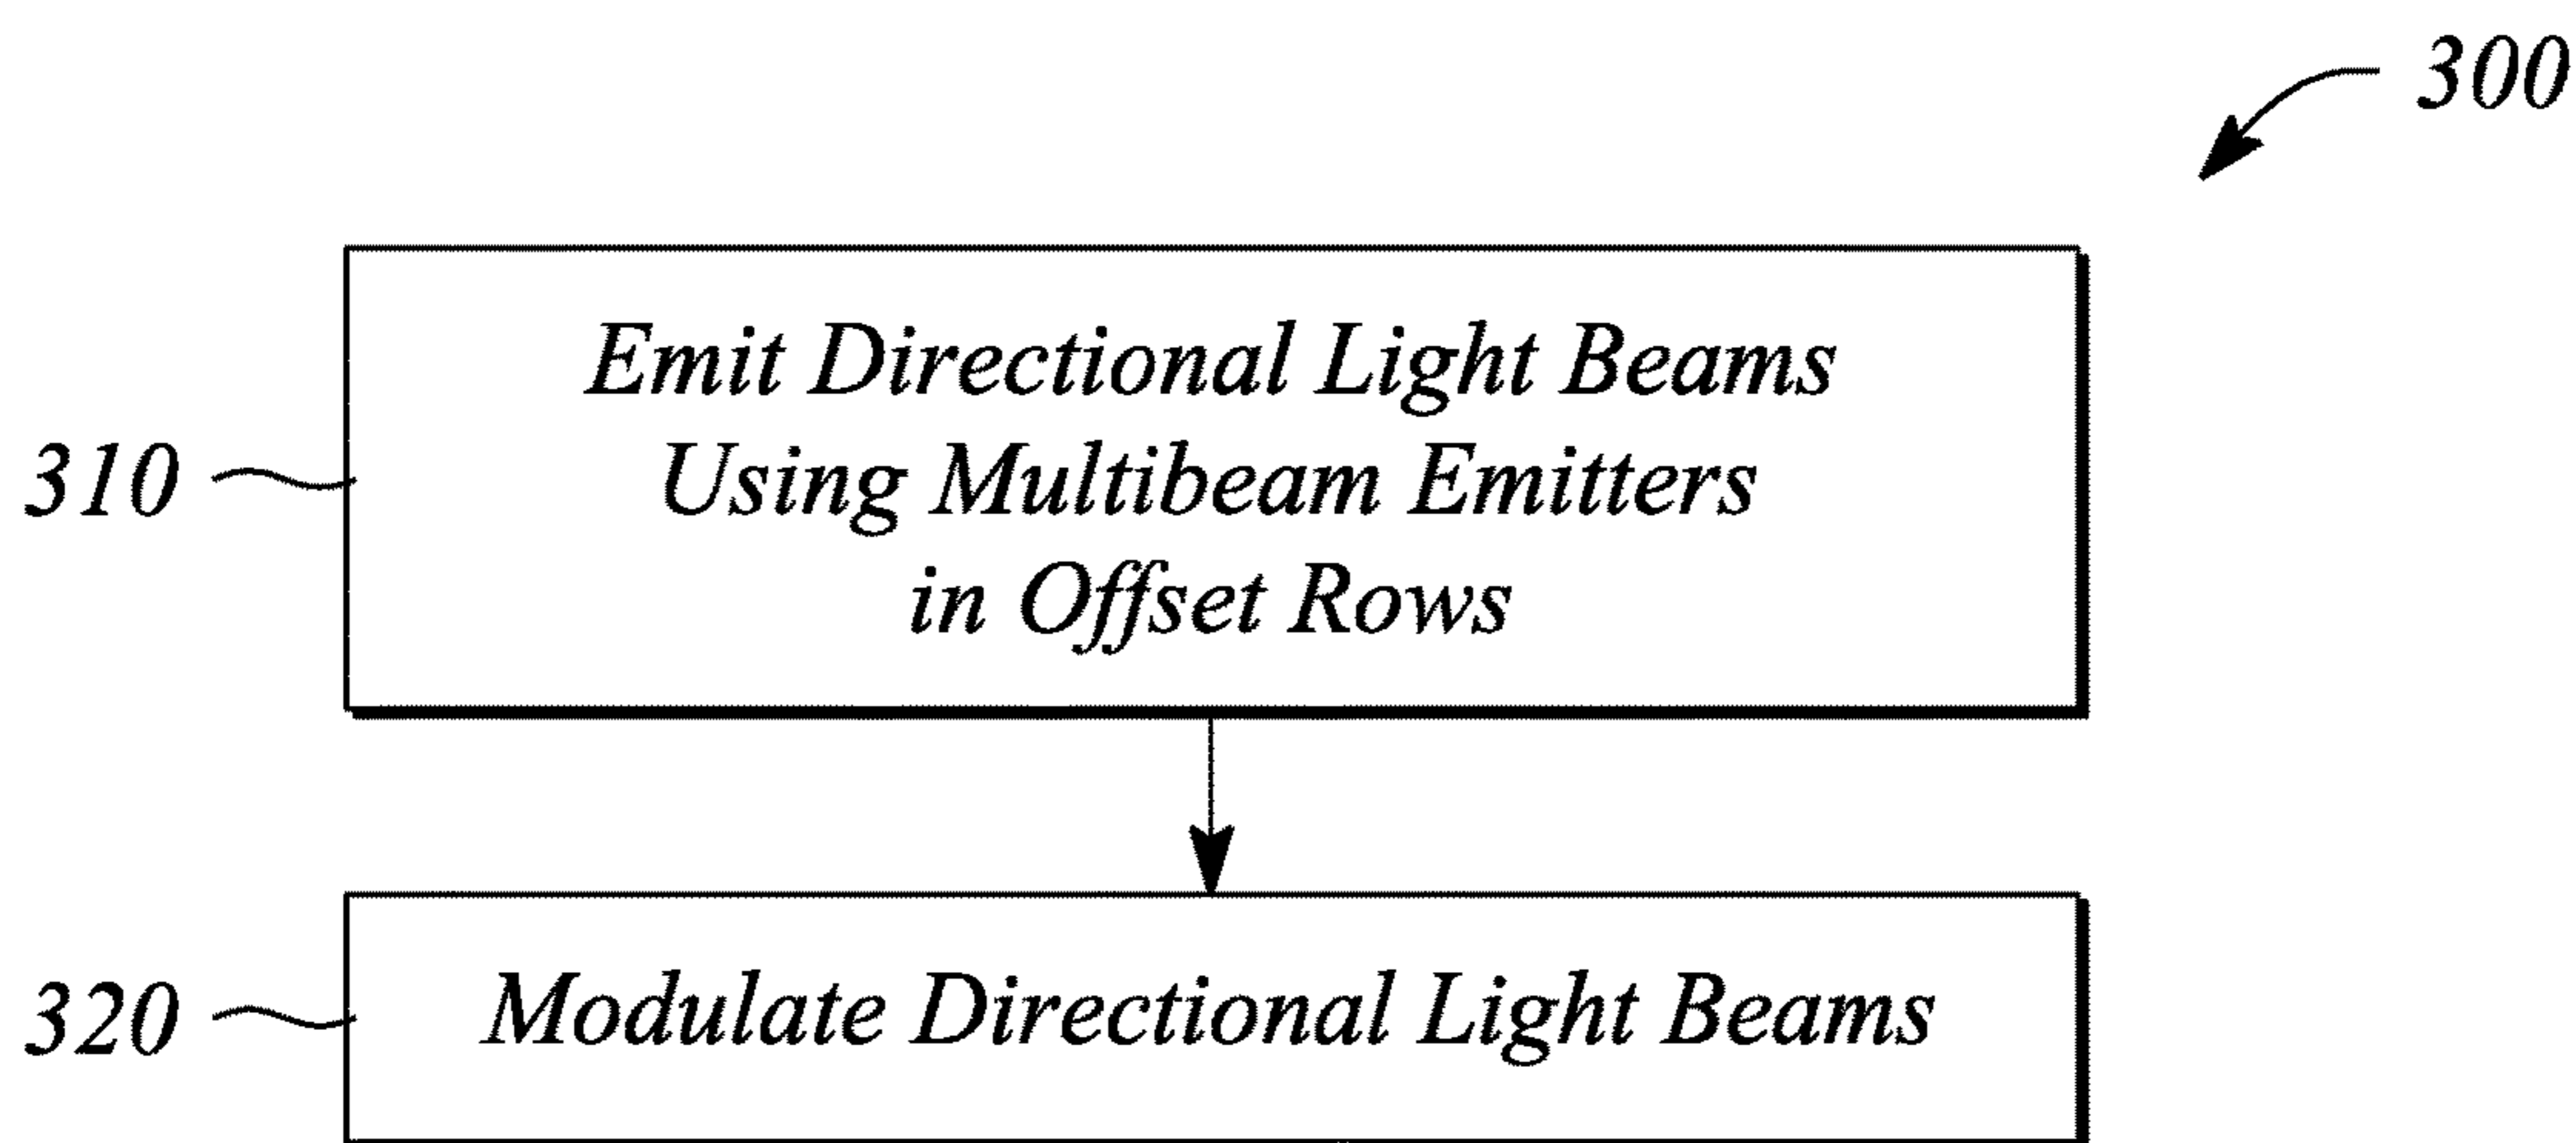 300
Emit Directional Light Beams
Using Multibeam Emitters
in Offset Rows
310
320
Modulate Directional Light Beams